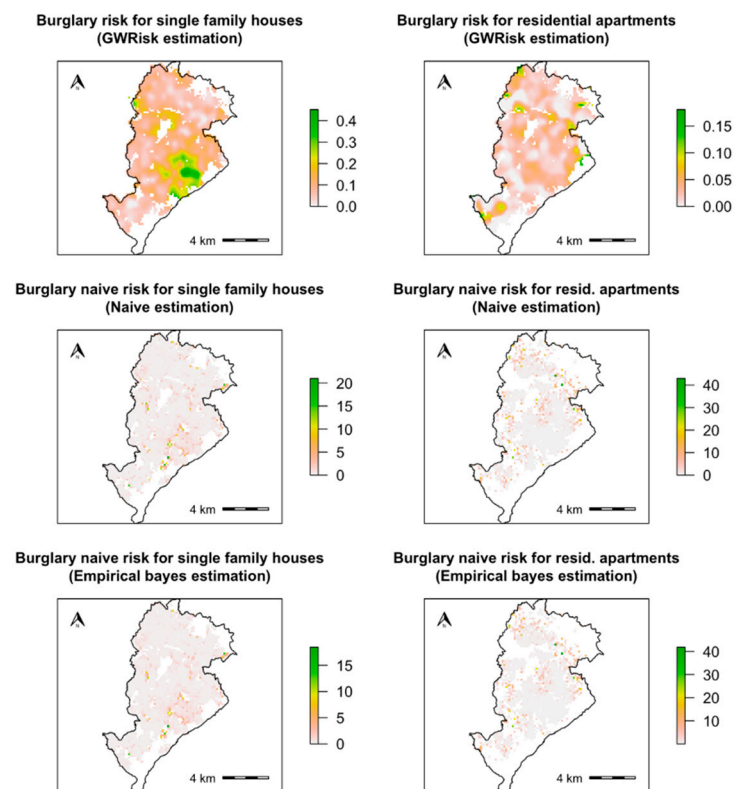 Burglary risk for single family houses
(GWRisk estimation)
N
0.4
0.3
0.2
0.1
0.0
4 km
Burglary risk for residential apartments
(GWRisk estimation)
N
0.15
0.10
0.05
0.00
4 km
Burglary naive risk for single family houses
(Naive estimation)
N
20
15
10
5
0
4 km
Burglary naive risk for resid. apartments
(Naive estimation)
N
40
30
20
10
0
4 km
Burglary naive risk for single family houses
(Empirical bayes estimation)
N
15
10
5
0
4 km
Burglary naive risk for resid. apartments
(Empirical bayes estimation)
N
40
30
20
10
4 km